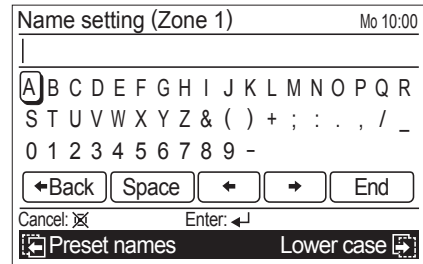 Name setting (Zone 1) Mo 10:00
A B C D E F G H I J K L M N O P Q R
S T U V W X Y Z & ( ) + ; : . , / _
0 1 2 3 4 5 6 7 8 9 -
Back Space End
Cancel: Enter:
Preset names Lower case